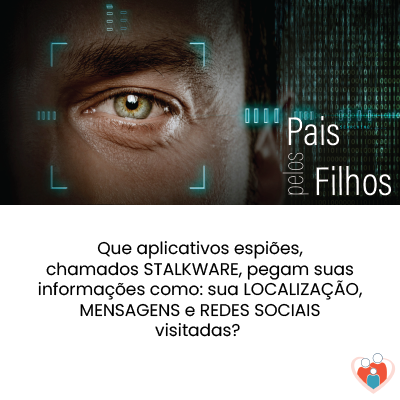 Pais
pelos
Filhos
Que aplicativos espiões,
chamados STALKWARE, pegam suas
informações como: sua LOCALIZAÇÃO,
MENSAGENS e REDES SOCIAIS
visitadas?